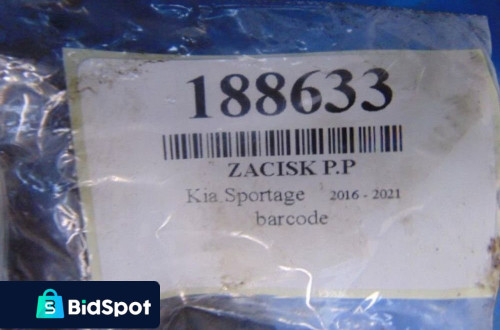 188633
ZACISK P.P
Kia Sportage 2016 - 2021
barcode
S
BidSpot